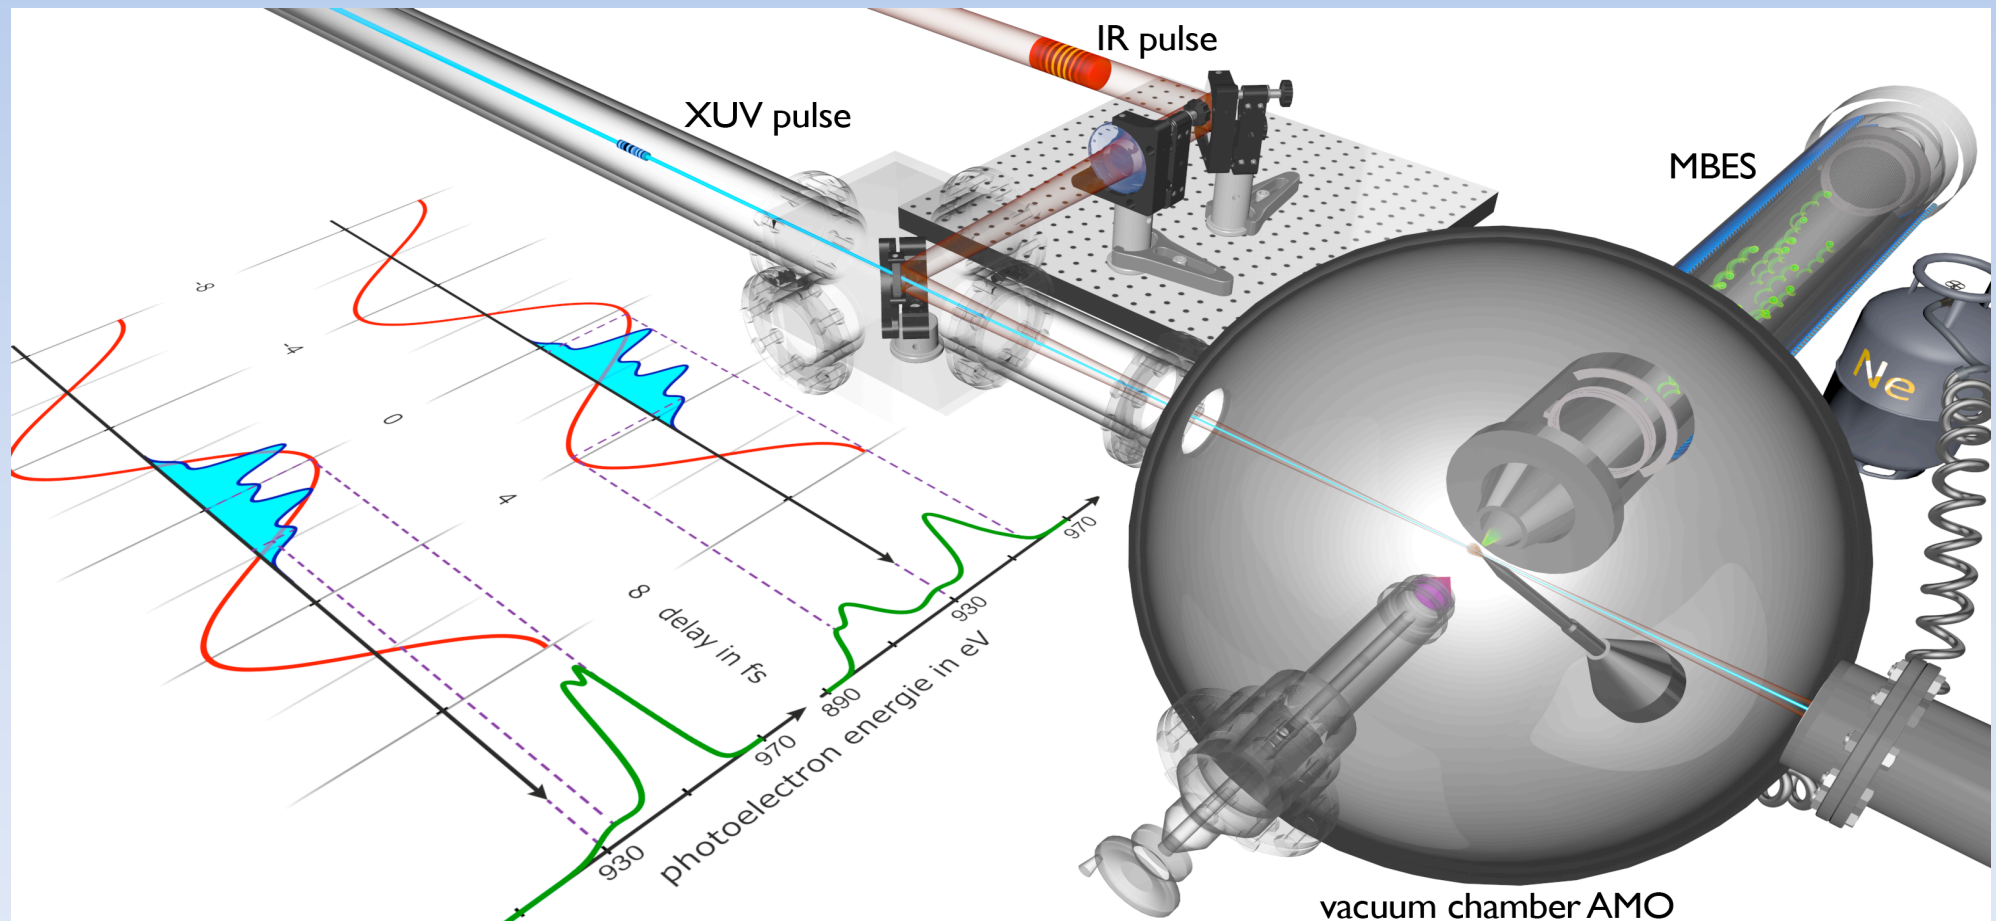 IR pulse
XUV pulse
MBES
Ne
-8
-4
0
4
8 delay in fs
970
930
890
970
930
photoelectron energie in eV
vacuum chamber AMO